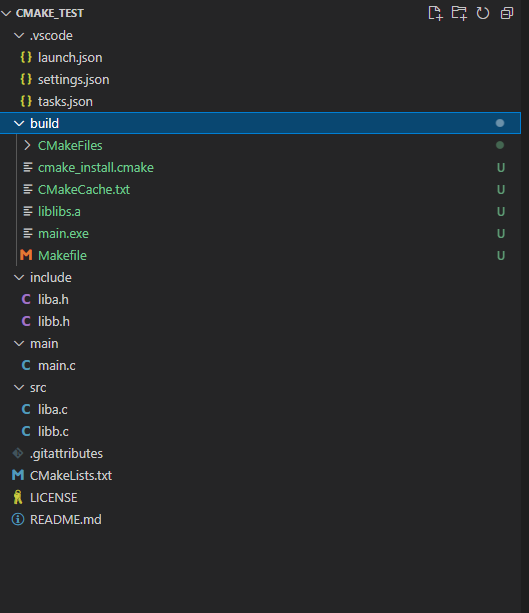 CMAKE_TEST
.vscode
{} launch.json
{} settings.json
{} tasks.json
build
CMakeFiles
cmake_install.cmake U
CMakeCache.txt U
liblibs.a U
main.exe U
M Makefile U
include
C liba.h
C libb.h
main
C main.c
src
C liba.c
C libb.c
.gitattributes
M CMakeLists.txt
LICENSE
README.md